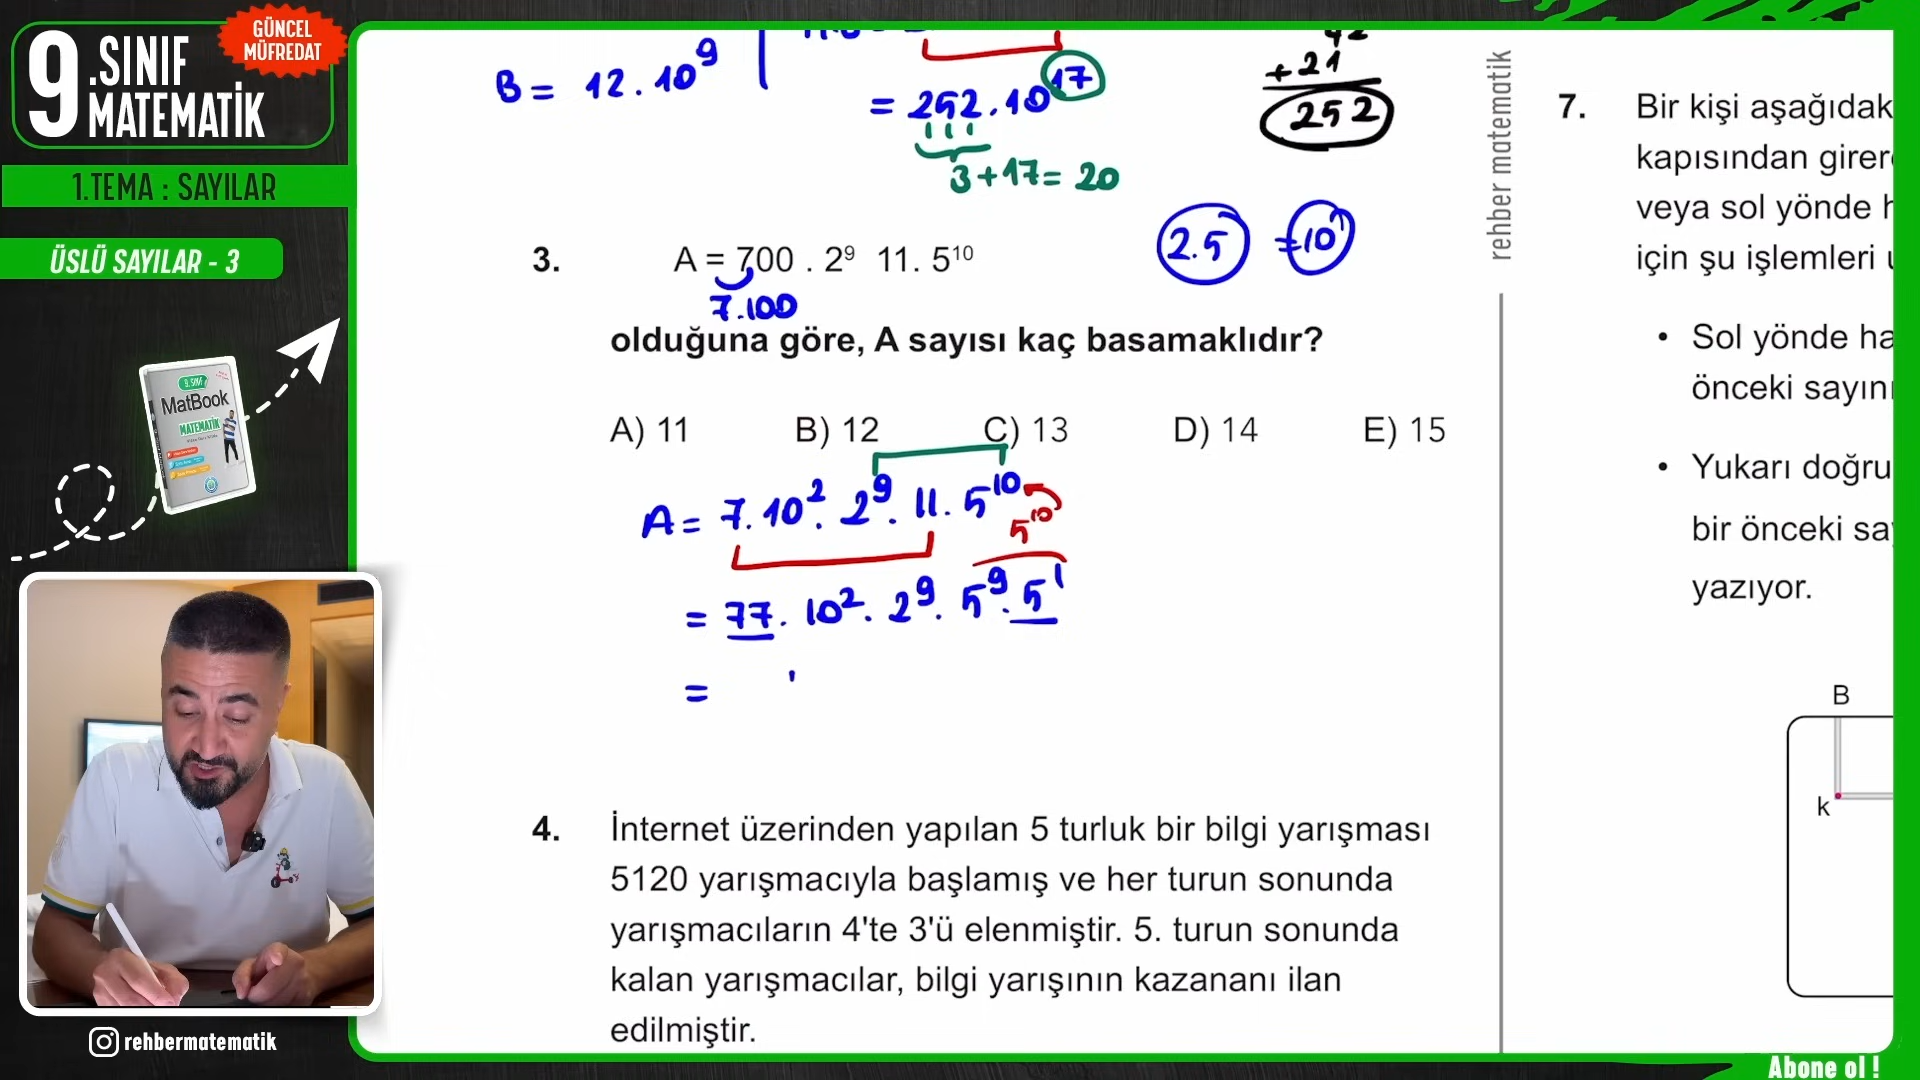 GÜNCEL
MÜFREDAT
9.SINIF
MATEMATİK
1.TEMA : SAYILAR
ÜSLÜ SAYILAR - 3
9. SINIF
MatBook
MATEMATİK
rehbermatematik
B = 12 . 10⁹
= 252 . 10¹⁷
3 + 17 = 20
+ 21
252
2.5 = 10¹
3. A = 700 . 2⁹ 11. 5¹⁰
7.100
olduğuna göre, A sayısı kaç basamaklıdır?
A) 11 B) 12 C) 13 D) 14 E) 15
A = 7. 10². 2⁹. 11. 5¹⁰
5¹⁰
= 77. 10². 2⁹. 5⁹. 5¹
=
4. İnternet üzerinden yapılan 5 turluk bir bilgi yarışması
5120 yarışmacıyla başlamış ve her turun sonunda
yarışmacıların 4'te 3'ü elenmiştir. 5. turun sonunda
kalan yarışmacılar, bilgi yarışının kazananı ilan
edilmiştir.
rehber matematik
7. Bir kişi aşağıdak
kapısından girer
veya sol yönde h
için şu işlemleri u
• Sol yönde ha
önceki sayın
• Yukarı doğru
bir önceki sa
yazıyor.
B
k
Abone ol !